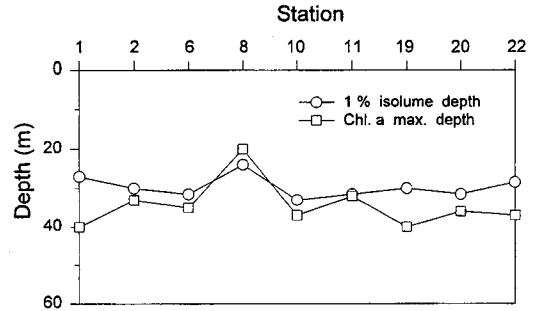 Station
1 2 6 8 10 11 19 20 22
0
20
40
60
Depth (m)
1 % isolume depth
Chl. a max. depth